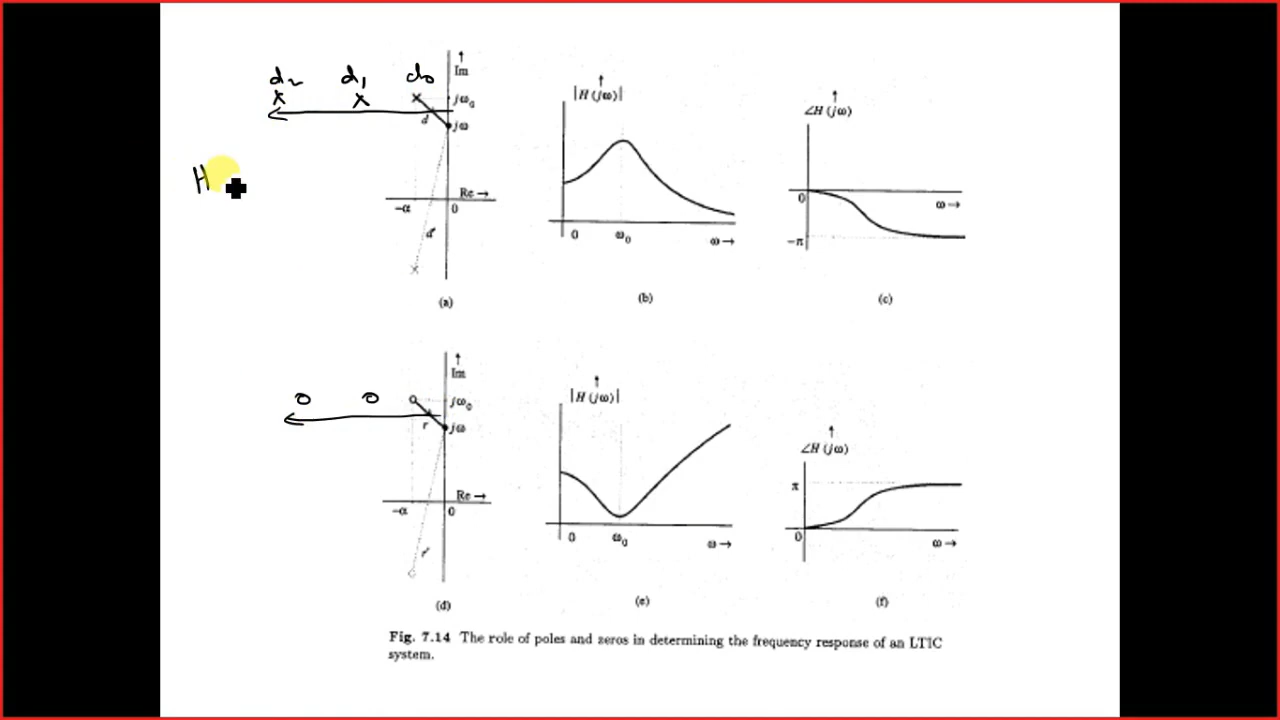 d₂ d₁ d₀
Im
jω₀
d
jω
Re →
-α 0
d'
(a)
|H(jω)|
0 ω₀ ω →
(b)
∠H(jω)
0
ω →
-π
(c)
H
Im
jω₀
r
jω
Re →
-α 0
r'
(d)
|H(jω)|
0 ω₀ ω →
(e)
∠H(jω)
π
0
ω →
(f)
Fig. 7.14 The role of poles and zeros in determining the frequency response of an LTIC
system.